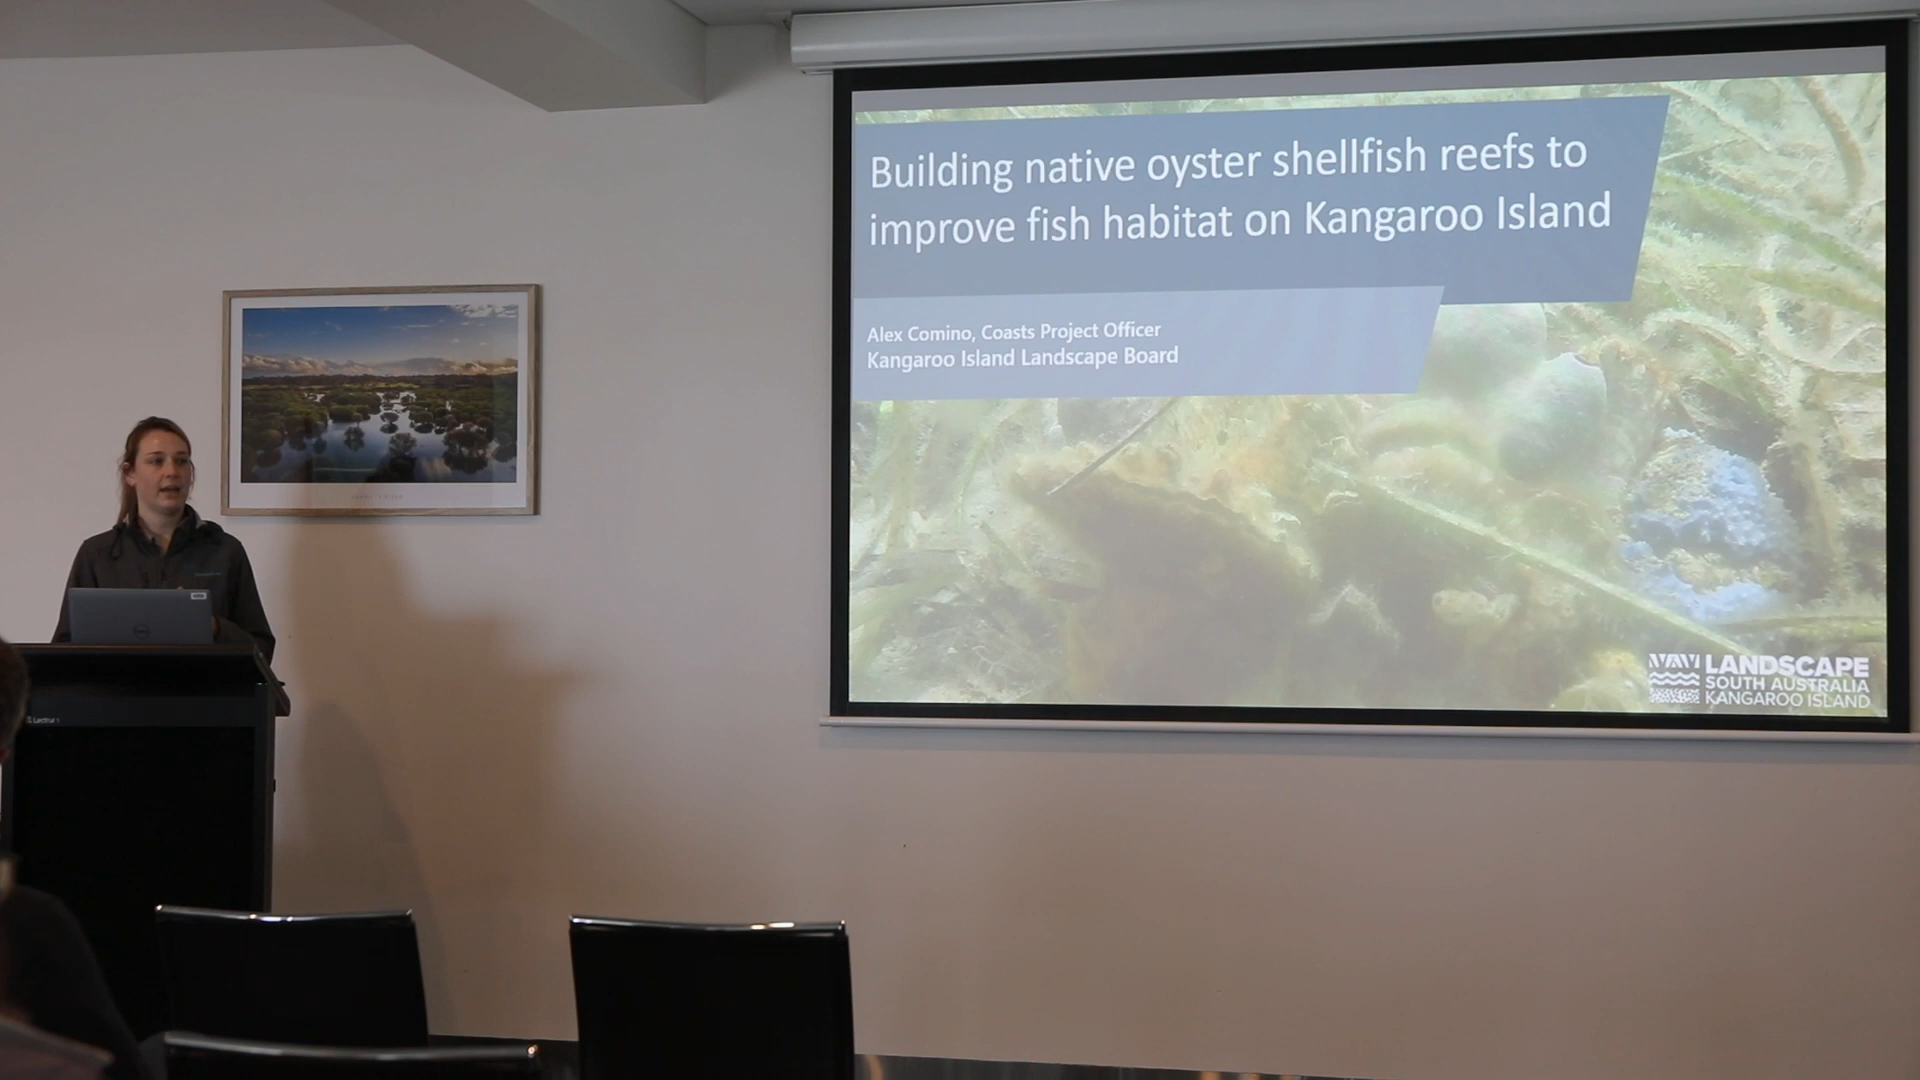 Building native oyster shellfish reefs to
improve fish habitat on Kangaroo Island
Alex Comino, Coasts Project Officer
Kangaroo Island Landscape Board
LANDSCAPE
SOUTH AUSTRALIA
KANGAROO ISLAND
DELL